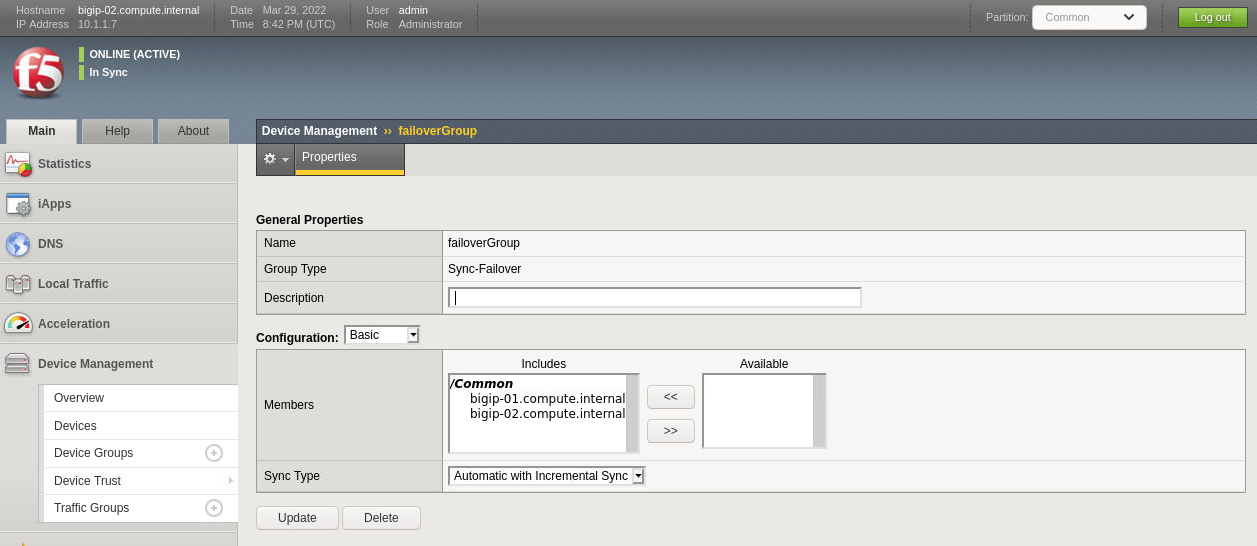 Hostname bigip-02.compute.internal Date Mar 29, 2022 User admin
IP Address 10.1.1.7 Time 8:42 PM (UTC) Role Administrator
Partition: Common Log out
f5
ONLINE (ACTIVE)
In Sync
Main Help About
Device Management ›› failoverGroup
Properties
Statistics
iApps
DNS
Local Traffic
Acceleration
Device Management
Overview
Devices
Device Groups
Device Trust
Traffic Groups
General Properties
Name failoverGroup
Group Type Sync-Failover
Description
Configuration: Basic
Members
Includes Available
/Common
bigip-01.compute.internal
bigip-02.compute.internal
<<
>>
Sync Type Automatic with Incremental Sync
Update Delete